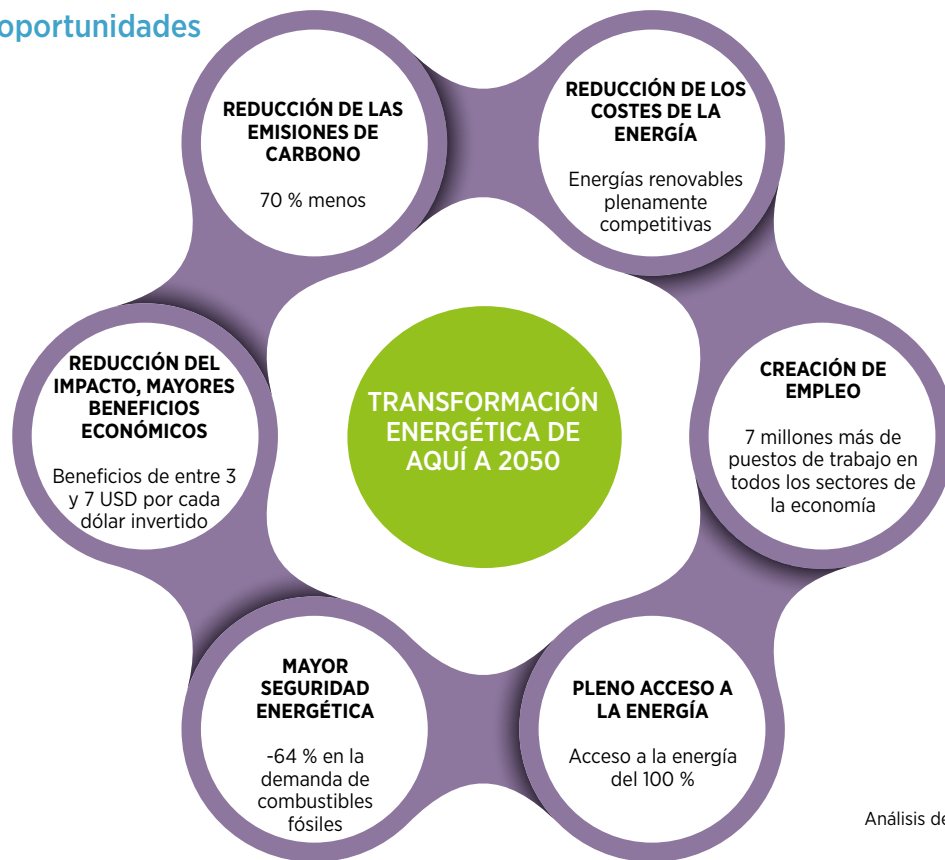 oportunidades
REDUCCIÓN DE LAS
EMISIONES DE
CARBONO
70 % menos
REDUCCIÓN DE LOS
COSTES DE LA
ENERGÍA
Energías renovables
plenamente
competitivas
REDUCCIÓN DEL
IMPACTO, MAYORES
BENEFICIOS
ECONÓMICOS
Beneficios de entre 3
y 7 USD por cada
dólar invertido
TRANSFORMACIÓN
ENERGÉTICA DE
AQUÍ A 2050
CREACIÓN DE
EMPLEO
7 millones más de
puestos de trabajo en
todos los sectores de
la economía
MAYOR
SEGURIDAD
ENERGÉTICA
-64 % en la
demanda de
combustibles
fósiles
PLENO ACCESO A
LA ENERGÍA
Acceso a la energía
del 100 %
Análisis de